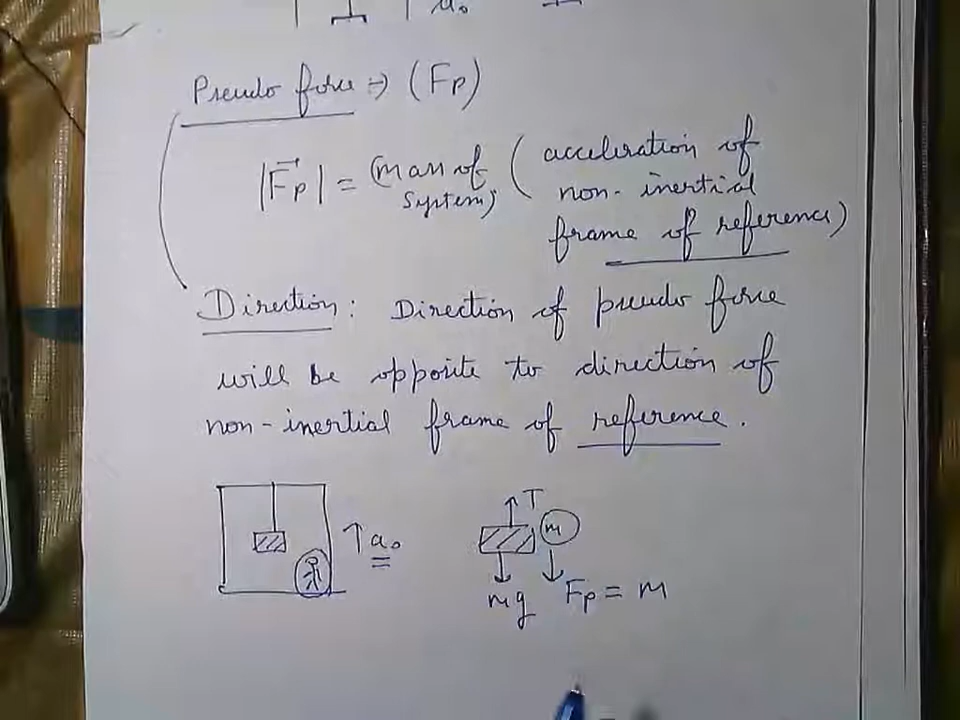 a₀
Pseudo force ⇒ (Fp)
|F⃗p| = (mass of system) (acceleration of
non-inertial
frame of reference)
Direction: Direction of pseudo force
will be opposite to direction of
non-inertial frame of reference.
↑a₀
T
m
mg Fp = m